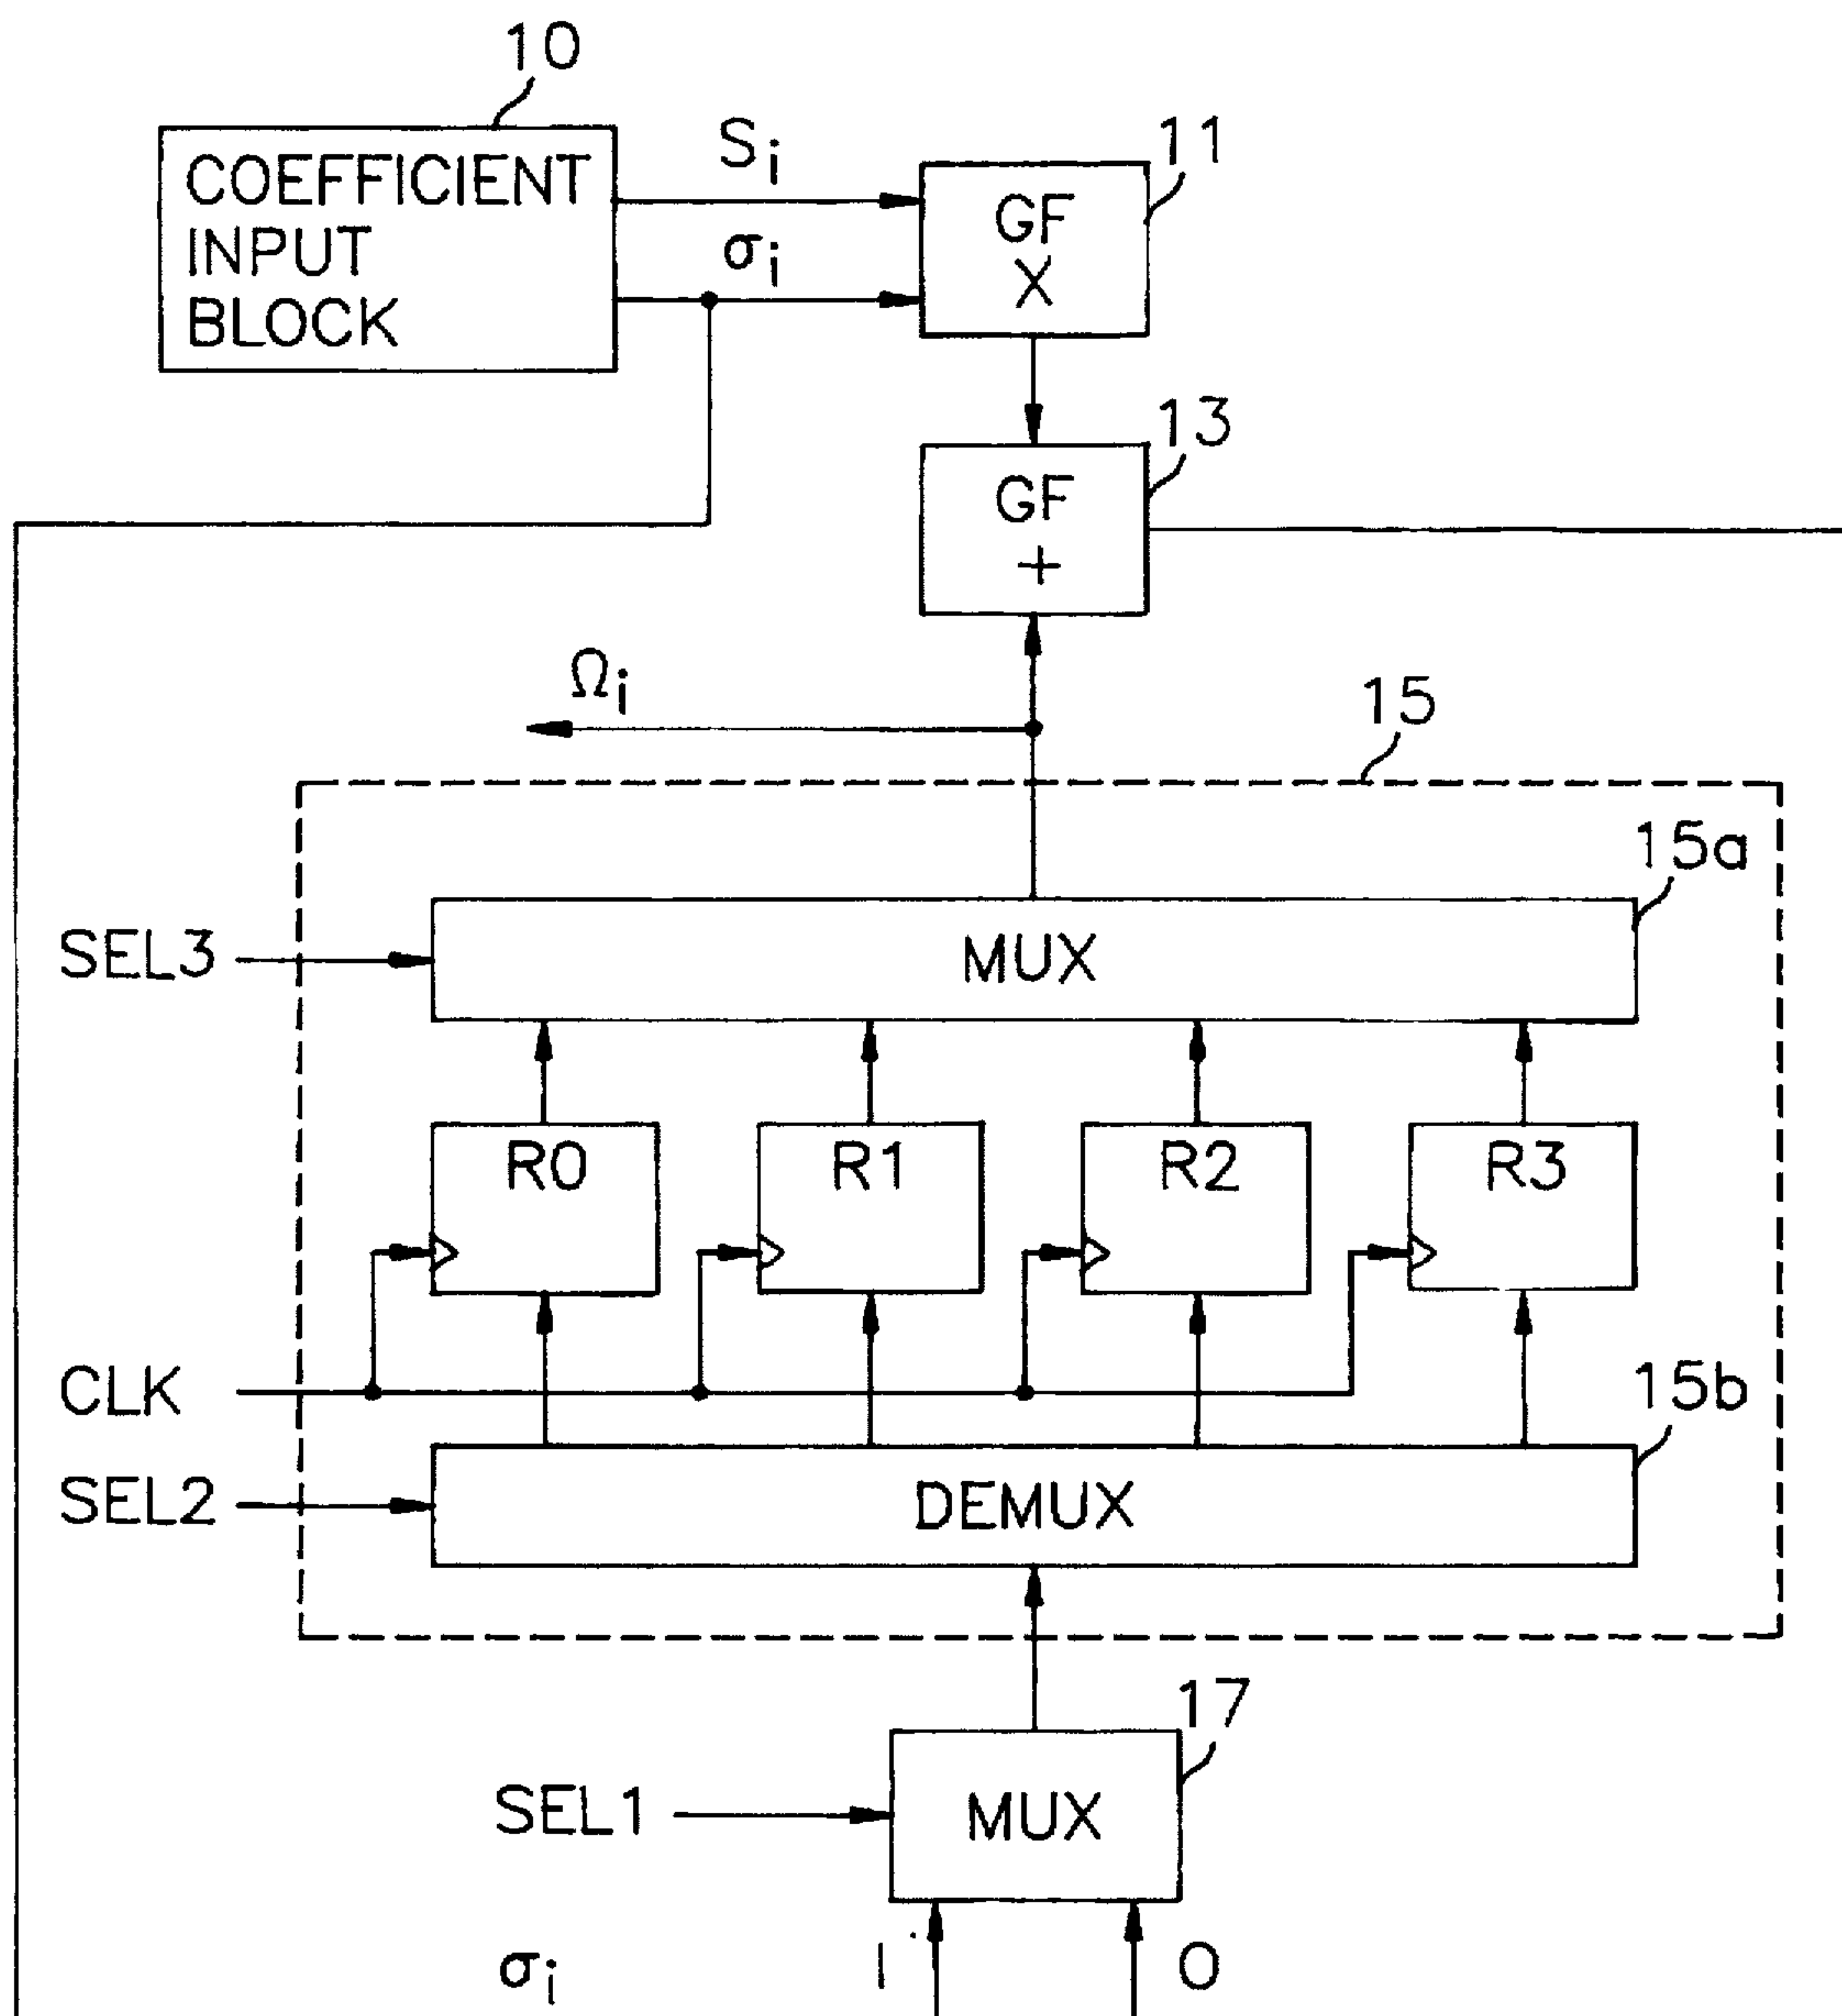 10
COEFFICIENT
INPUT
BLOCK
Si
σi
11
GF
X
13
GF
+
Ωi
15
15a
SEL3
MUX
R0
R1
R2
R3
CLK
15b
SEL2
DEMUX
17
SEL1
MUX
σi
1
0